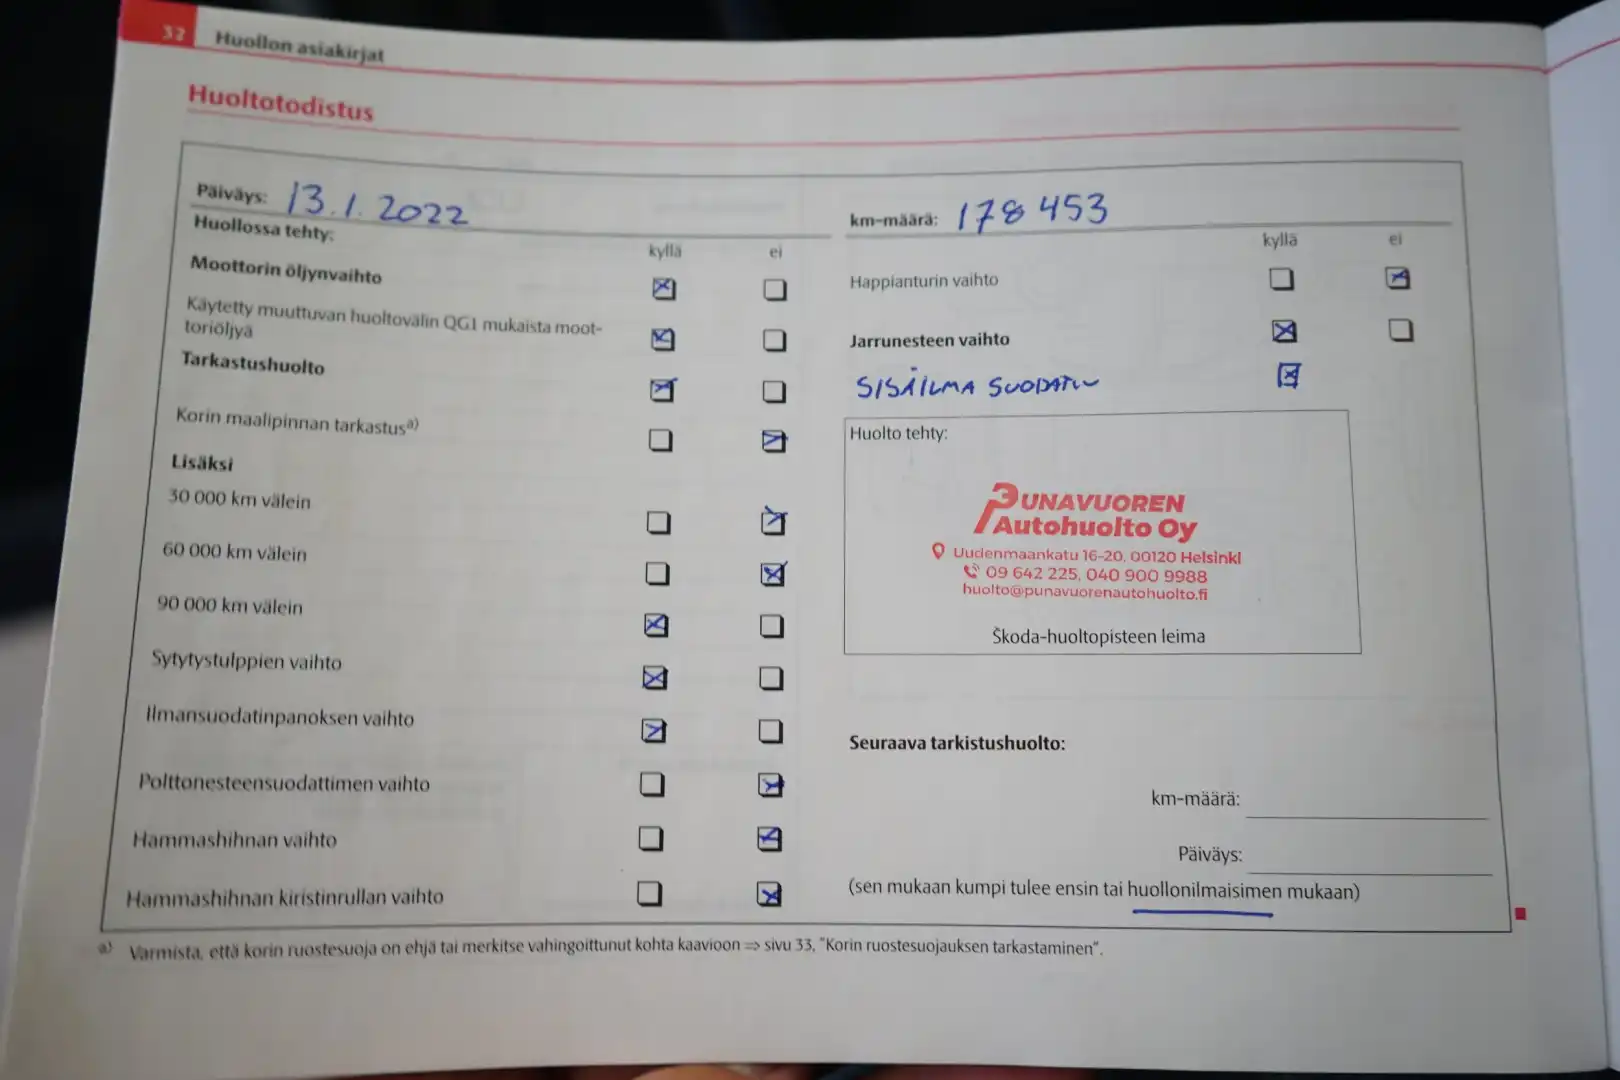 32 Huollon asiakirjat
Huoltotodistus
Päiväys: 13.1.2022
Huollossa tehty:
kyllä ei
Moottorin öljynvaihto
Käytetty muuttuvan huoltovälin QG1 mukaista moot-
toriöljyä
Tarkastushuolto
Korin maalipinnan tarkastusa)
Lisäksi
30 000 km välein
60 000 km välein
90 000 km välein
Sytytystulppien vaihto
Ilmansuodatinpanoksen vaihto
Polttonesteensuodattimen vaihto
Hammashihnan vaihto
Hammashihnan kiristinrullan vaihto
km-määrä: 178 453
kyllä ei
Happianturin vaihto
Jarrunesteen vaihto
SISÄILMA
Huolto tehty:
PUNAVUOREN
Autohuolto Oy
Uudenmaankatu 16-20, 00120 Helsinki
09 642 225, 040 900 9988
huolto@punavuorenautohuolto.fi
Škoda-huoltopisteen leima
Seuraava tarkistushuolto:
km-määrä:
Päiväys:
(sen mukaan kumpi tulee ensin tai huollonilmaisimen mukaan)
a) Varmista, että korin ruostesuoja on ehjä tai merkitse vahingoittunut kohta kaavioon ⇒ sivu 33, "Korin ruostesuojauksen tarkastaminen".